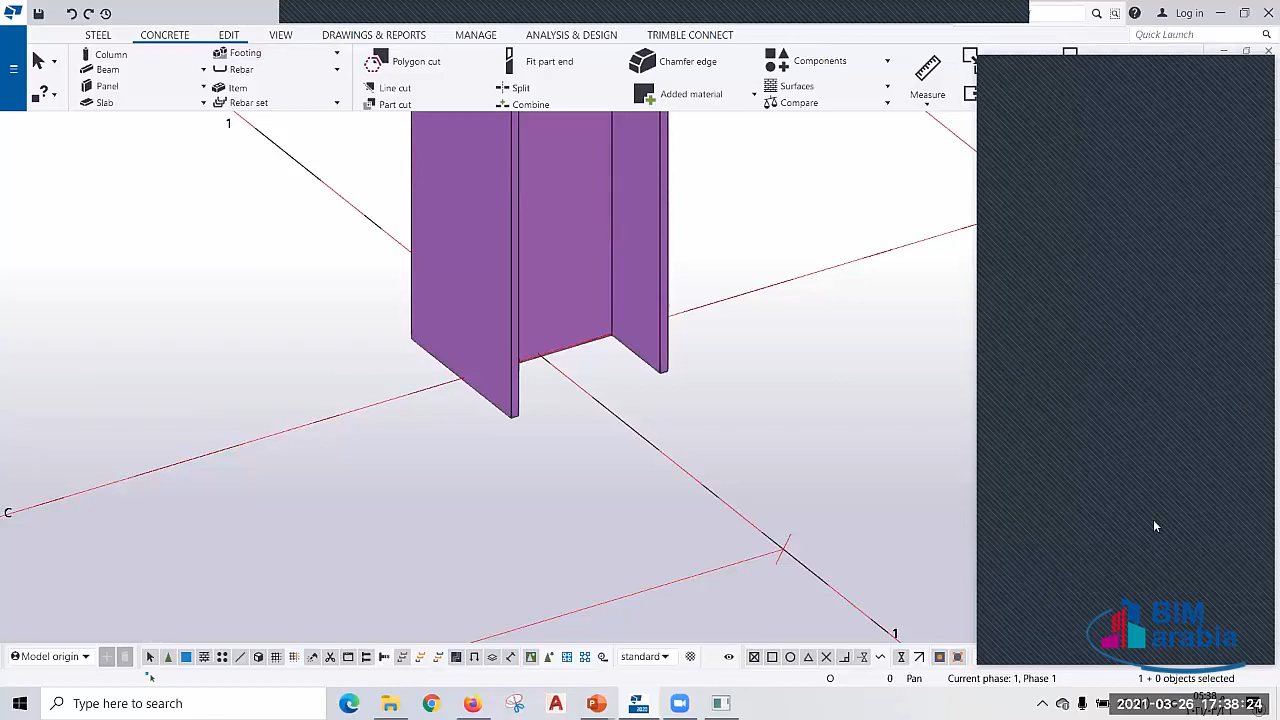 Log in
STEEL CONCRETE EDIT VIEW DRAWINGS & REPORTS MANAGE ANALYSIS & DESIGN TRIMBLE CONNECT Quick Launch
Column Footing Polygon cut Fit part end Chamfer edge Components
Beam Rebar
Panel Item Line cut Split Added material Surfaces Measure
Slab Rebar set Part cut Combine Compare
1
C
1
BIM
arabia
Model origin standard
O 0 Pan Current phase: 1, Phase 1 1 + 0 objects selected
Type here to search
05:38
2021-03-26 17:38:24